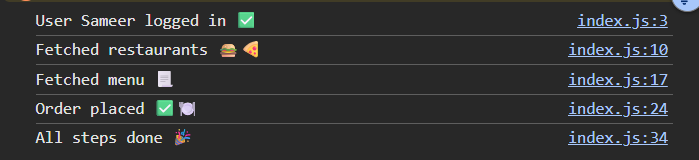 User Sameer logged in ✅ index.js:3
Fetched restaurants 🍔🍕 index.js:10
Fetched menu 📃 index.js:17
Order placed ✅🍽️ index.js:24
All steps done 🎉 index.js:34